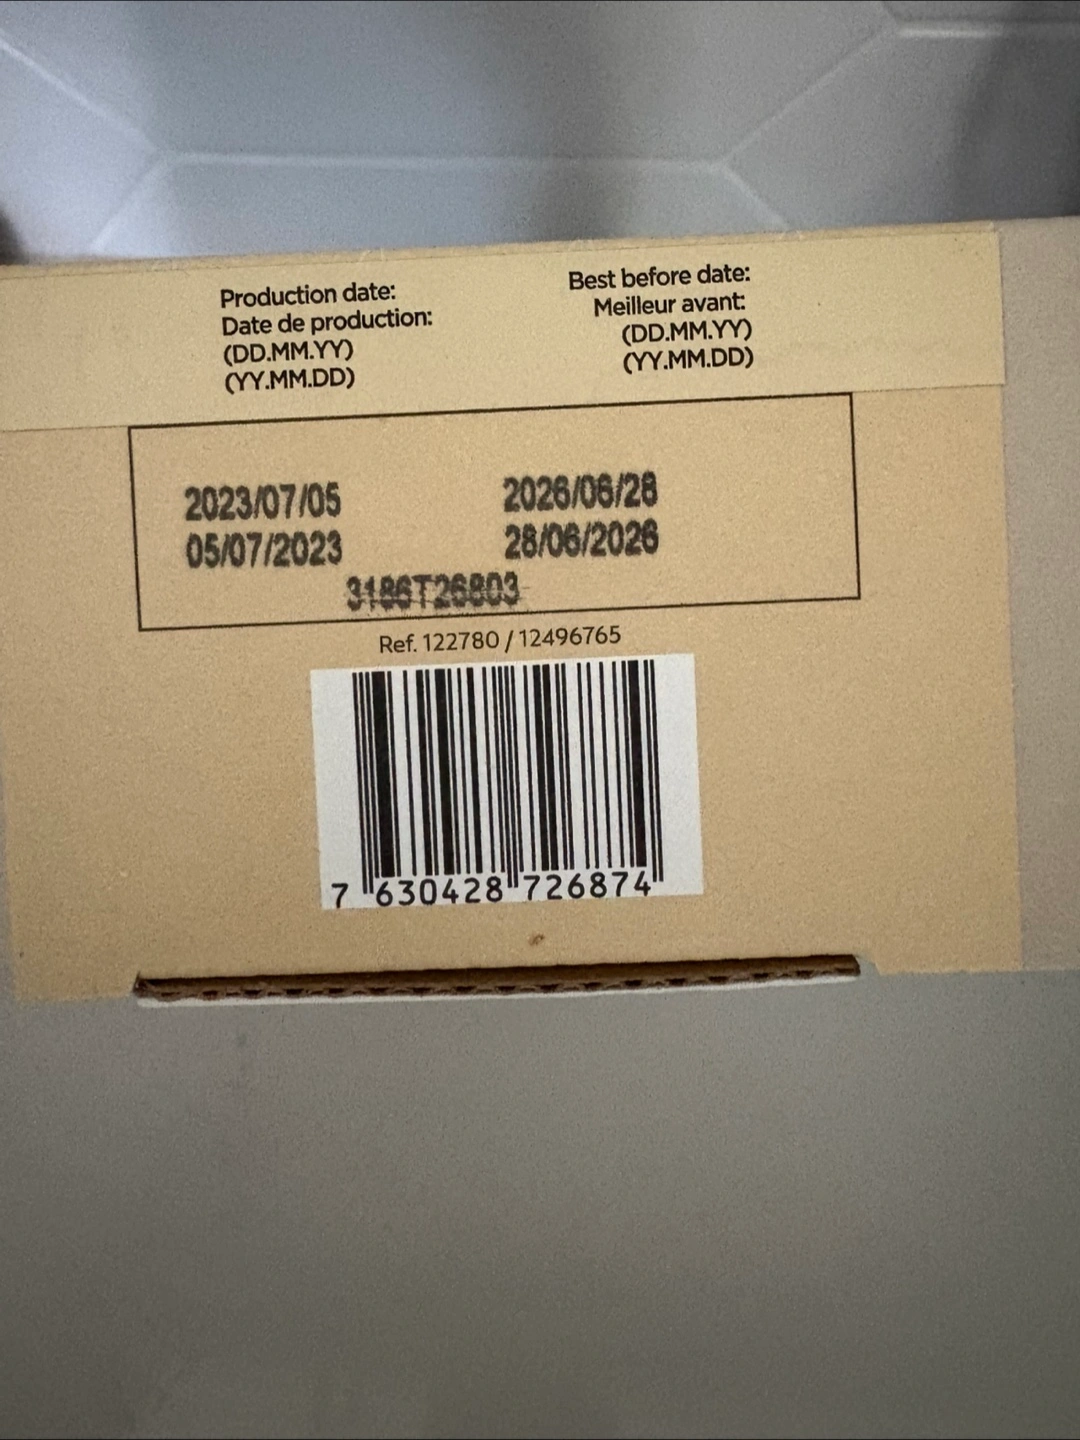 Production date:
Date de production:
(DD.MM.YY)
(YY.MM.DD)
Best before date:
Meilleur avant:
(DD.MM.YY)
(YY.MM.DD)
2023/07/05
05/07/2023
2026/06/28
28/06/2026
3186T26803
Ref. 122780 / 12496765
7 630428 726874